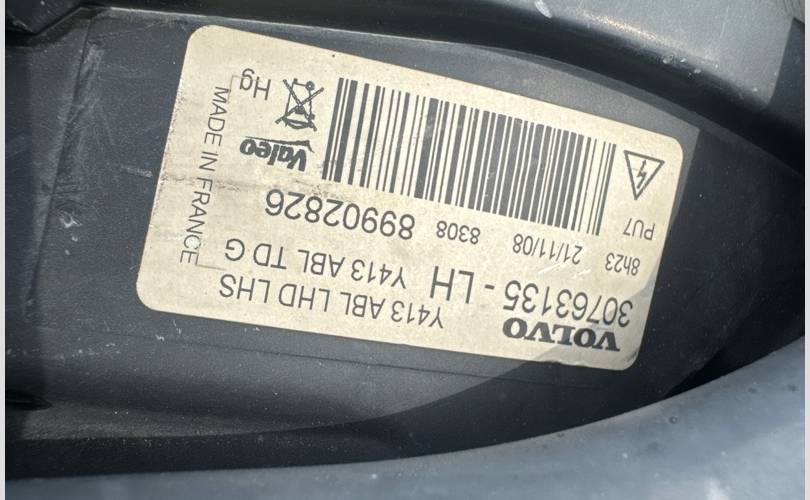 VOLVO Y413 ABL LHD LHS
30763135 - LH Y413 ABL TD G
8h23 21/11/08 8308 89902826
PU7
Valeo
Hg
MADE IN FRANCE